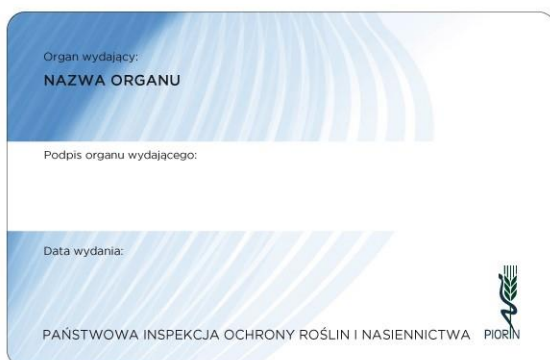 Organ wydający:
NAZWA ORGANU
Podpis organu wydającego:
Data wydania:
PAŃSTWOWA INSPEKCJA OCHRONY ROŚLIN I NASIENNICTWA PIORIN